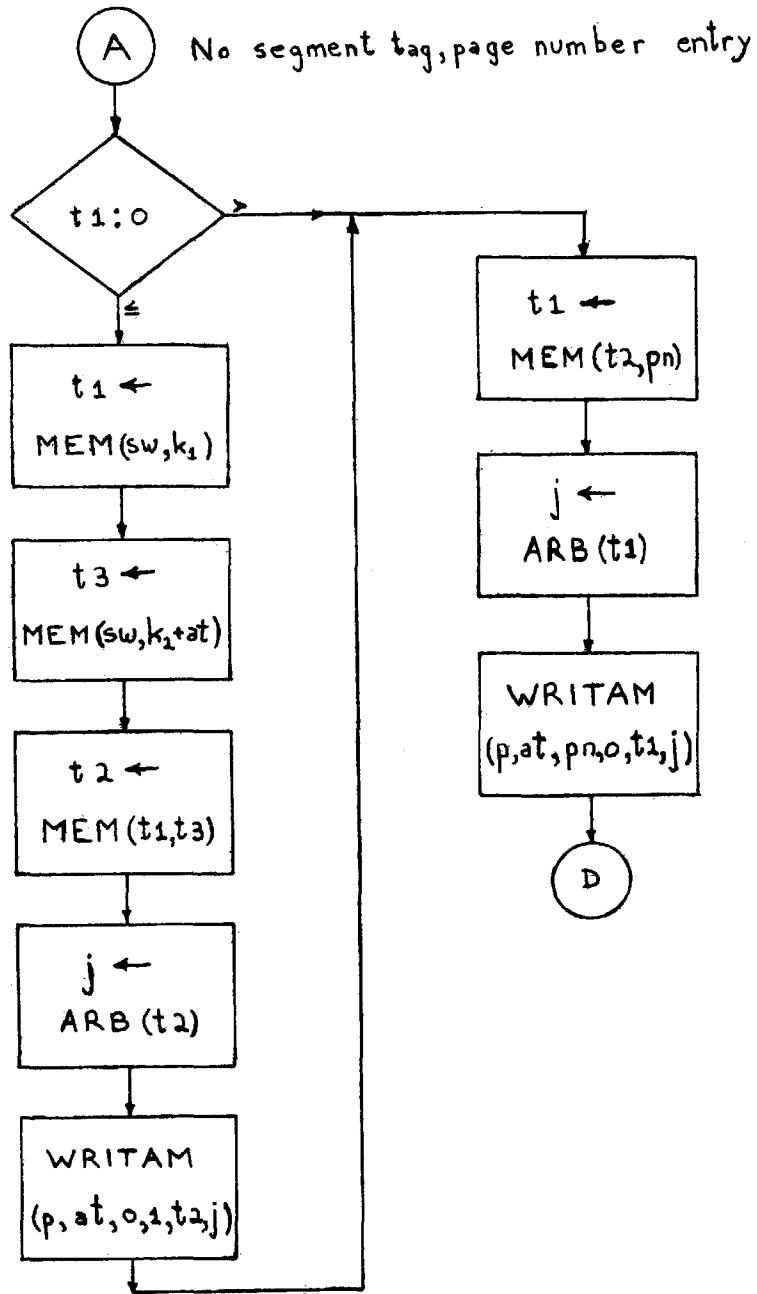 A No segment tag, page number entry
t1:0
>
≤
t1 ←
MEM(sw,k₁)
t3 ←
MEM(sw,k₂+at)
t2 ←
MEM(t1,t3)
j ←
ARB(t2)
WRITAM
(p,at,0,1,t2,j)
t1 ←
MEM(t2,pn)
j ←
ARB(t1)
WRITAM
(p,at,pn,0,t1,j)
D